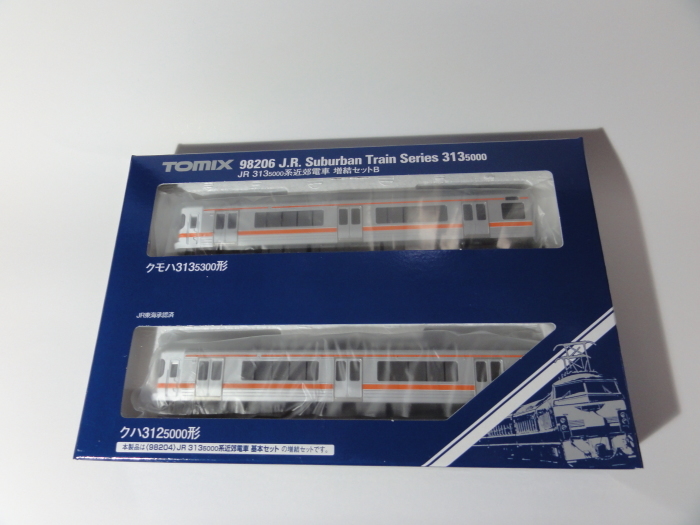 TOMIX 98206 J.R. Suburban Train Series 3135000
JR 3135000系近郊電車 増結セットB
クモハ3135300形
JR東海承認済
クハ3125000形
本製品は〈98204〉JR 3135000系近郊電車 基本セット の増結セットです。